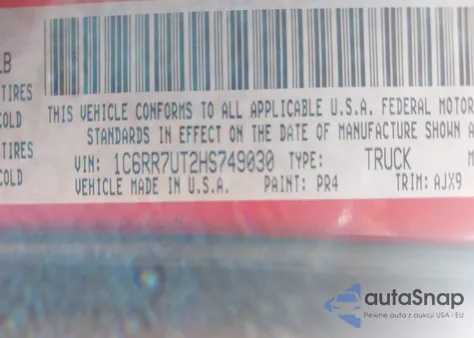 LB
TIRES
COLD
THIS VEHICLE CONFORMS TO ALL APPLICABLE U.S.A. FEDERAL MOTOR
STANDARDS IN EFFECT ON THE DATE OF MANUFACTURE SHOWN
TIRES
VIN: 1C6RR7UT2HS749030 TYPE: TRUCK
COLD
VEHICLE MADE IN U.S.A. PAINT: PR4 TRIM: AJX9
autaSnap
Pewne auta z aukcji USA i EU